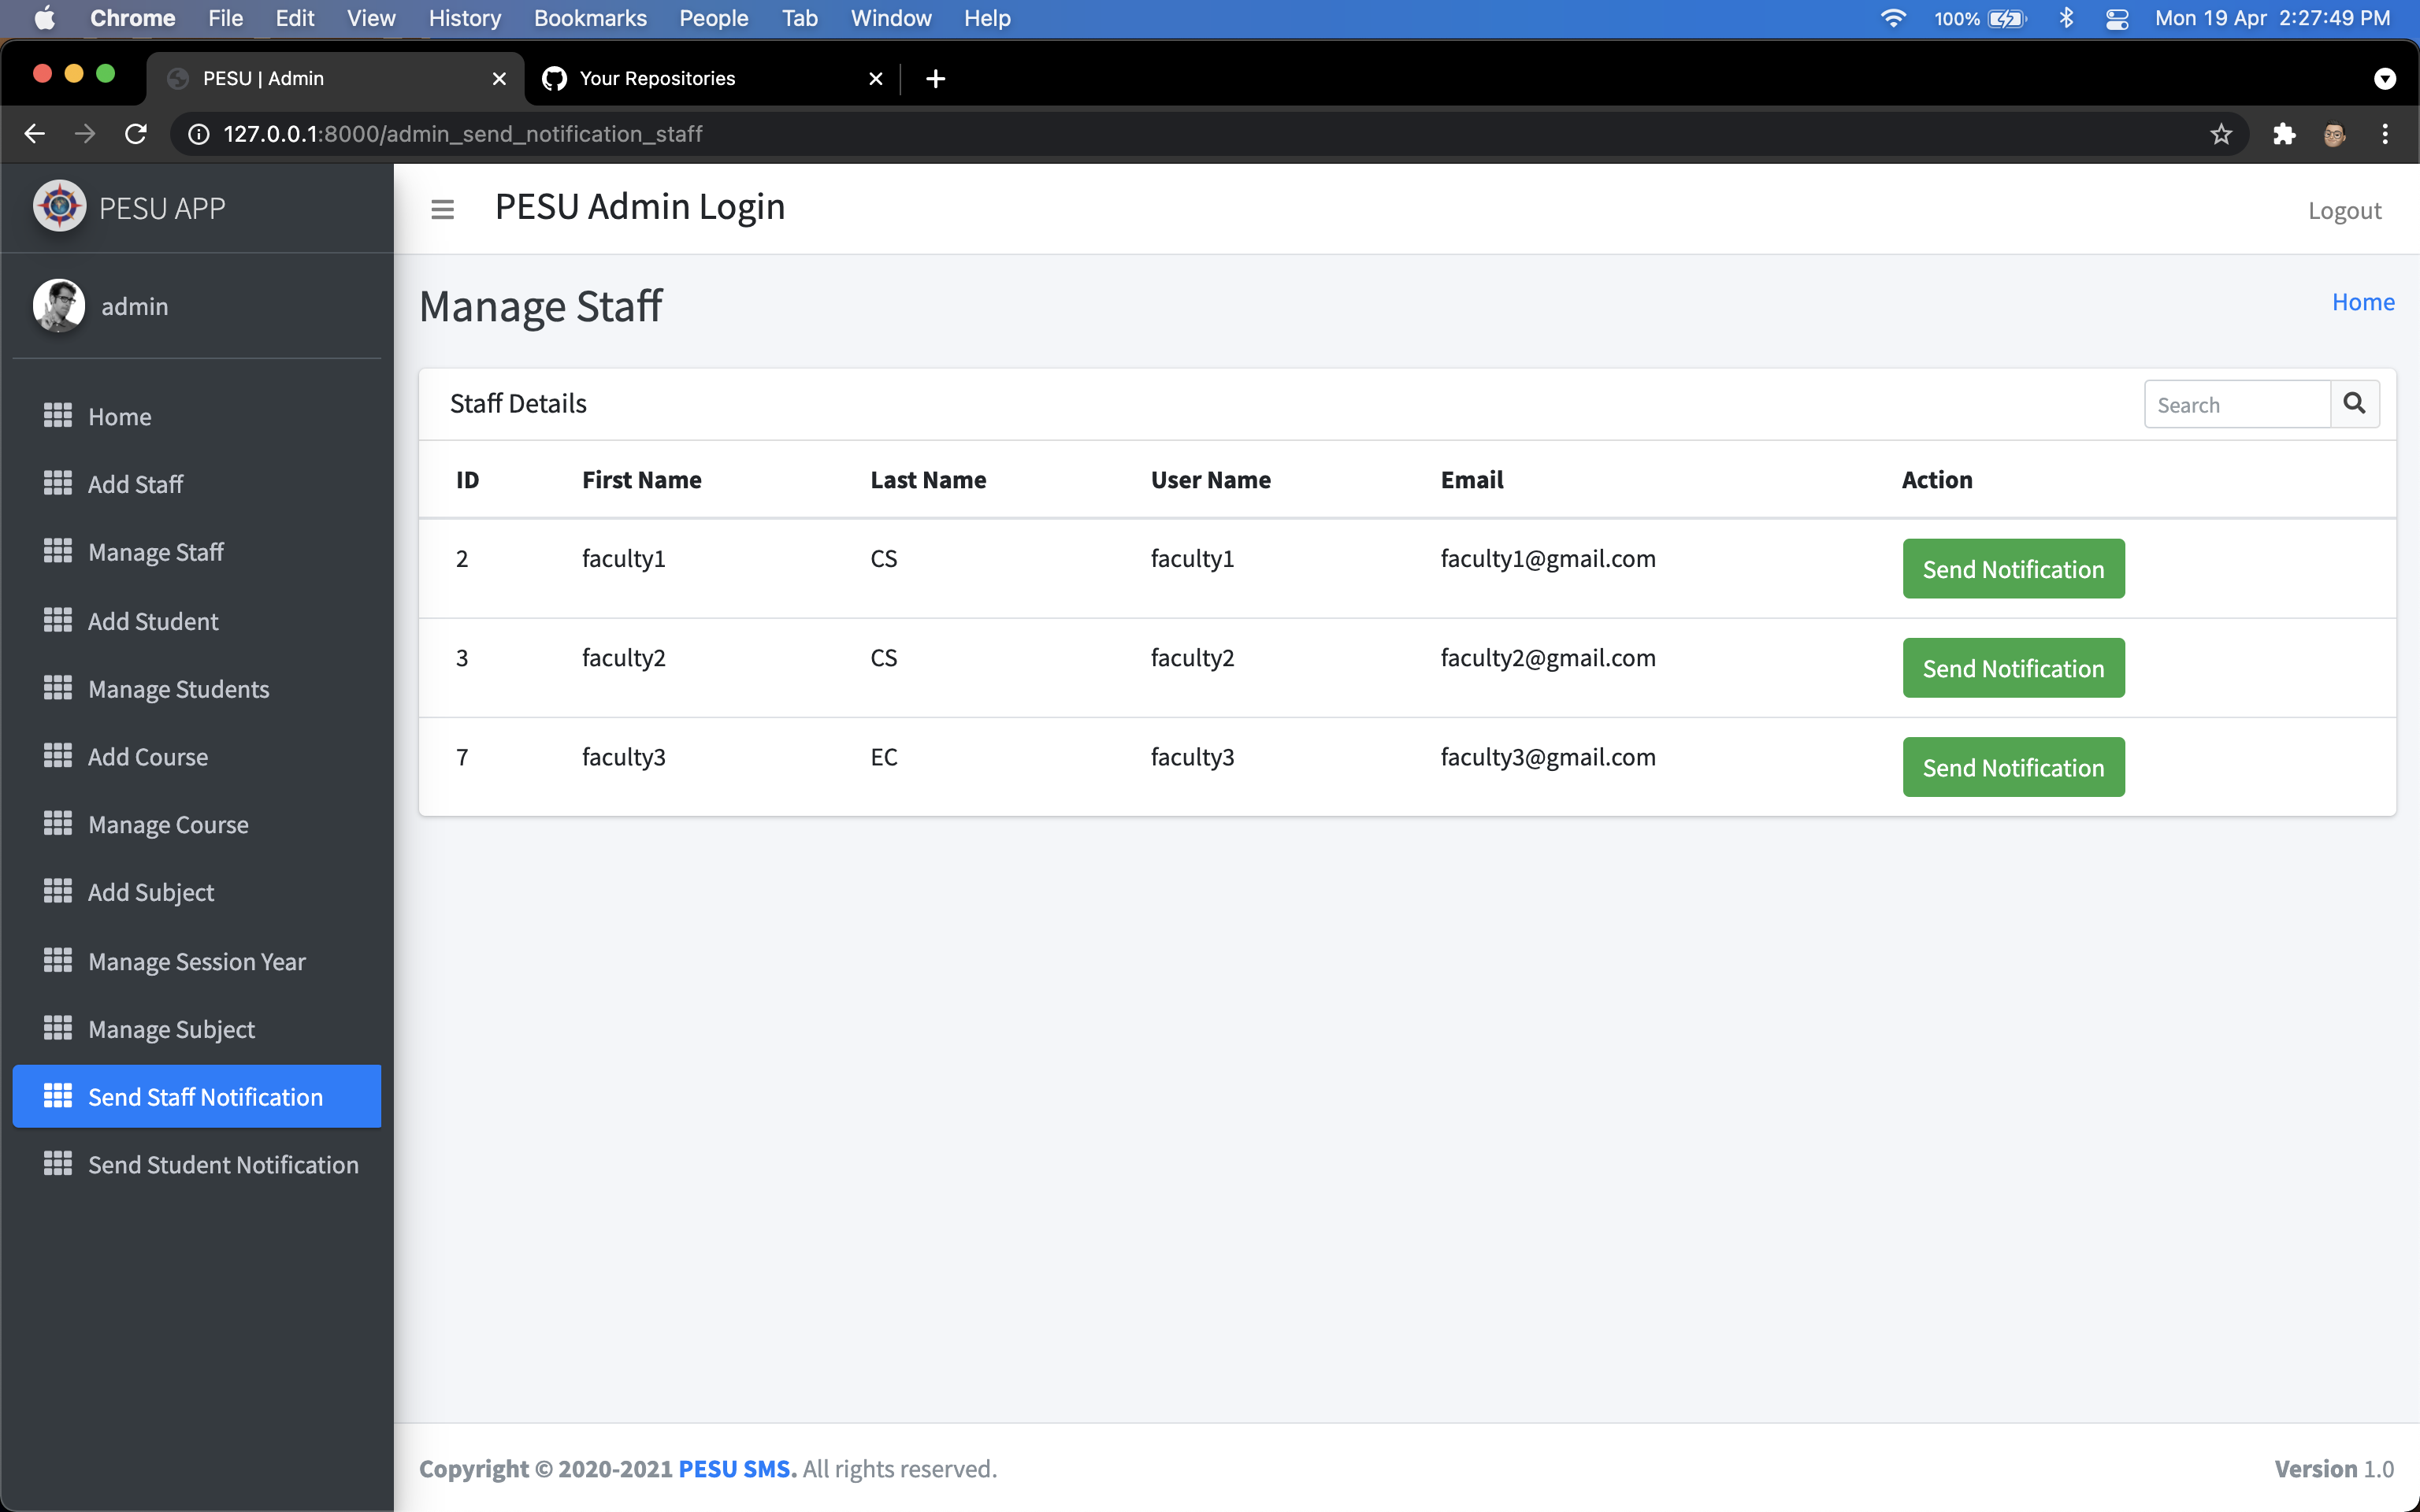 Chrome File Edit View History Bookmarks People Tab Window Help 100% Mon 19 Apr 2:27:49 PM
PESU | Admin Your Repositories
127.0.0.1:8000/admin_send_notification_staff
PESU APP
PESU Admin Login
Logout
admin
Manage Staff
Home
Home
Add Staff
Manage Staff
Add Student
Manage Students
Add Course
Manage Course
Add Subject
Manage Session Year
Manage Subject
Send Staff Notification
Send Student Notification
Staff Details
Search
ID First Name Last Name User Name Email Action
2 faculty1 CS faculty1 faculty1@gmail.com Send Notification
3 faculty2 CS faculty2 faculty2@gmail.com Send Notification
7 faculty3 EC faculty3 faculty3@gmail.com Send Notification
Copyright © 2020-2021 PESU SMS. All rights reserved.
Version 1.0